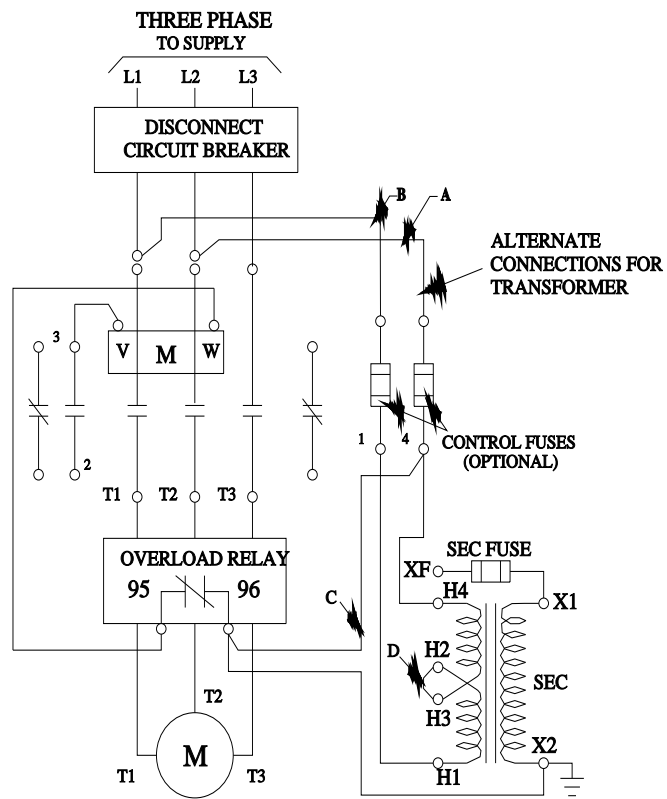 THREE PHASE
TO SUPPLY
L1 L2 L3
DISCONNECT
CIRCUIT BREAKER
B A
ALTERNATE
CONNECTIONS FOR
TRANSFORMER
3
V M W
1 4
CONTROL FUSES
(OPTIONAL)
2
T1 T2 T3
OVERLOAD RELAY
95 96
SEC FUSE
XF
H4 X1
C
D H2
SEC
H3
T2
M
X2
T1 T3
H1